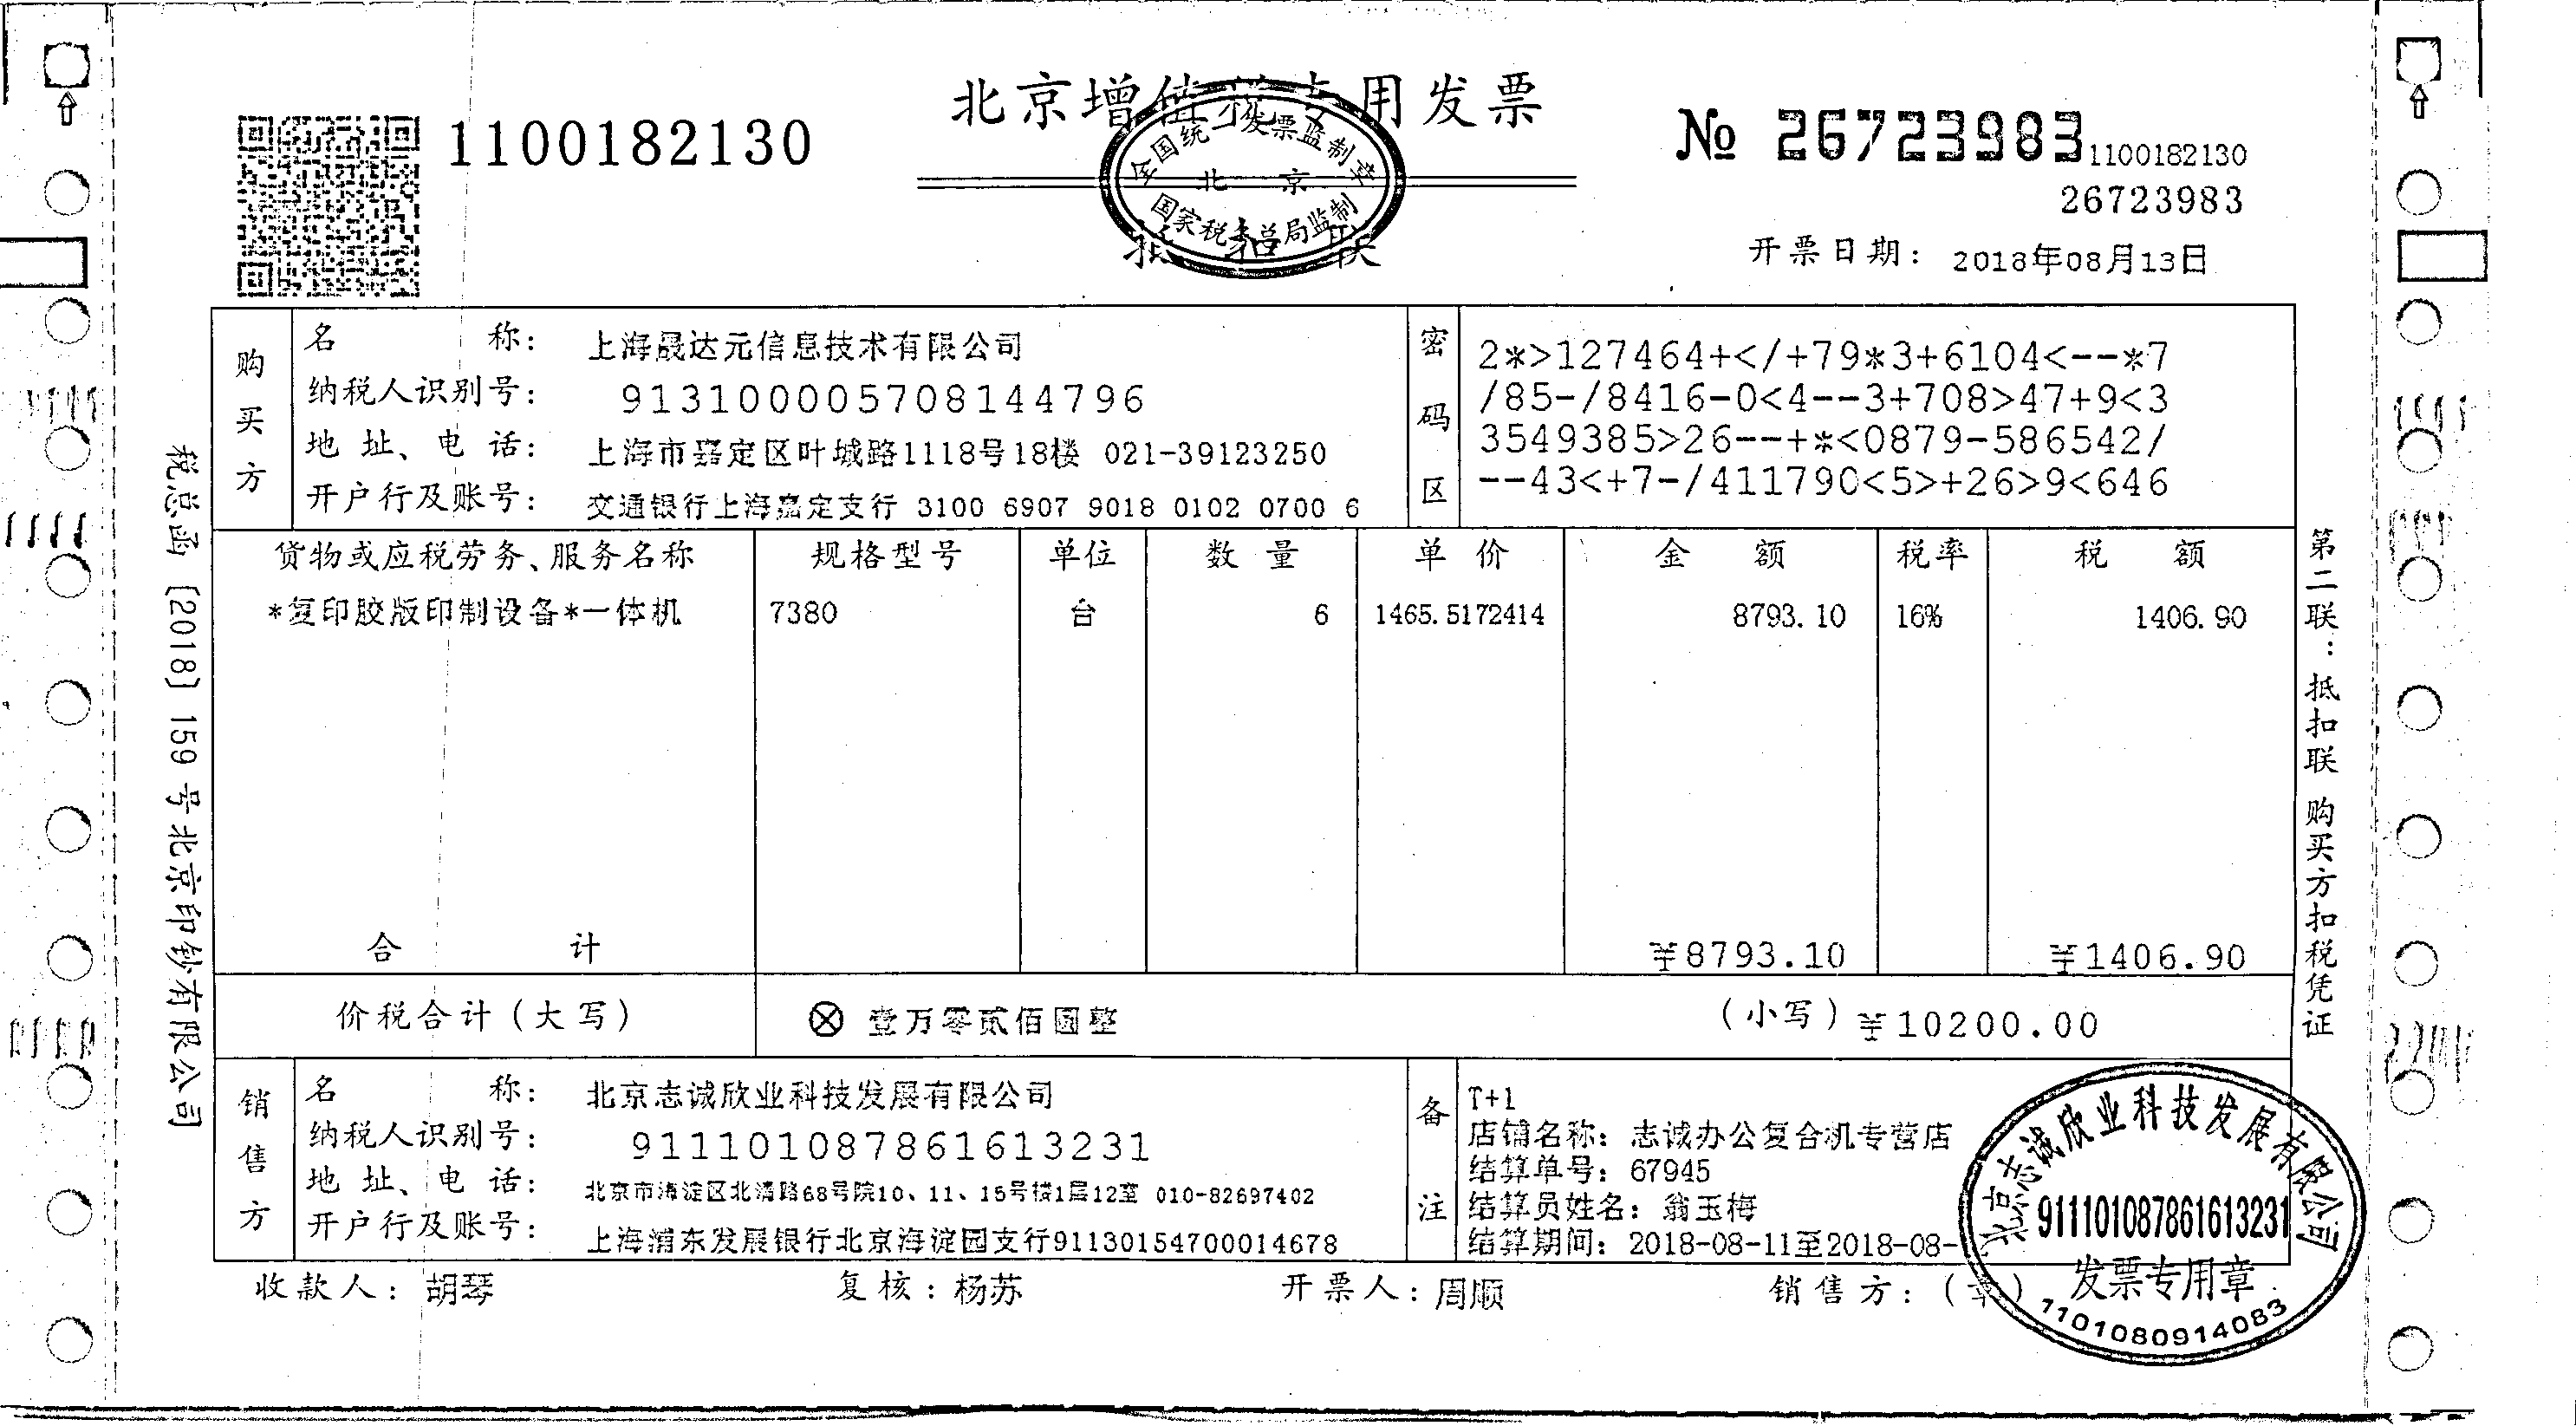 1100182130
北京增值税专用发票
全国统一发票监制章
北京
国家税务总局监制
№ 26723983
1100182130
26723983
开票日期: 2018年08月13日
购买方
名 称: 上海晟达元信息技术有限公司
纳税人识别号: 913100005708144796
地 址、电 话: 上海市嘉定区叶城路1118号18楼 021-39123250
开户行及账号: 交通银行上海嘉定支行 3100 6907 9018 0102 0700 6
密码区
2*>127464+</+79*3+6104<--*7
/85-/8416-0<4--3+708>47+9<3
3549385>26--+*<0879-586542/
--43<+7-/411790<5>+26>9<646
货物或应税劳务、服务名称 规格型号 单位 数 量 单 价 金 额 税率 税 额
*复印胶版印制设备*一体机 7380 台 6 1465.5172414 8793.10 16% 1406.90
合 计 ¥8793.10 ¥1406.90
价税合计(大写) ⊗ 壹万零贰佰圆整 (小写) ¥10200.00
销售方
名 称: 北京志诚欣业科技发展有限公司
纳税人识别号: 911101087861613231
地 址、电 话: 北京市海淀区北清路68号院10、11、15号楼1层12室 010-82697402
开户行及账号: 上海浦东发展银行北京海淀园支行91130154700014678
备注
T+1
店铺名称: 志诚办公复合机专营店
结算单号: 67945
结算员姓名: 翁玉梅
结算期间: 2018-08-11至2018-08-
收款人: 胡琴 复核: 杨苏 开票人: 周顺 销售方: (章)
北京志诚欣业科技发展有限公司
911101087861613231
发票专用章
1101080914083
税总函〔2018〕159号北京印钞有限公司
第二联: 抵扣联 购买方扣税凭证